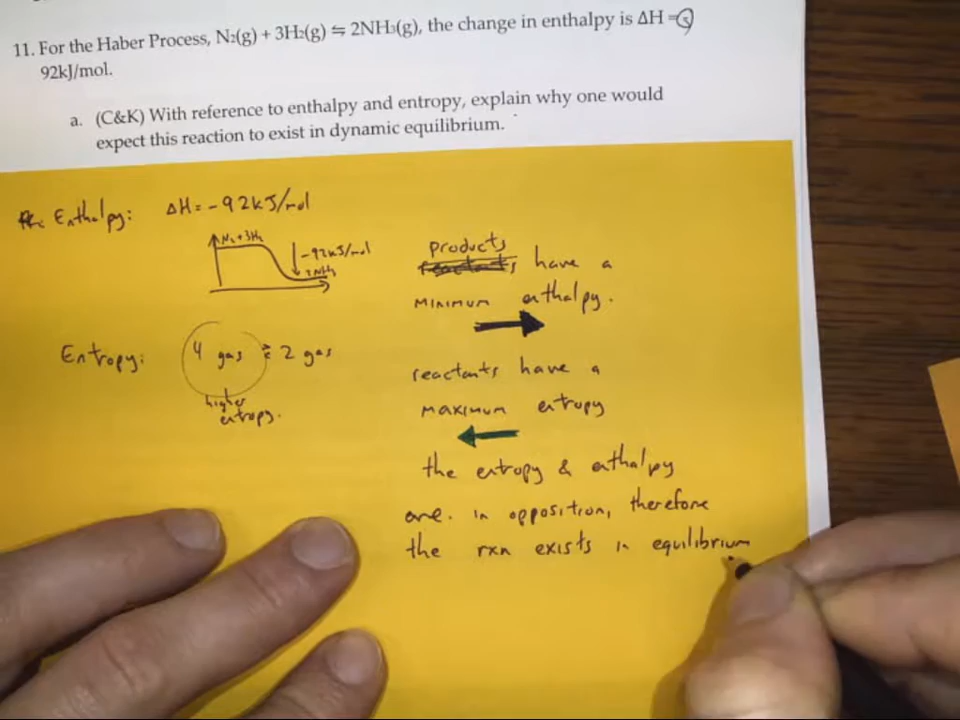 11. For the Haber Process, N₂(g) + 3H₂(g) ⇋ 2NH₃(g), the change in enthalpy is ΔH = -
92kJ/mol.
a. (C&K) With reference to enthalpy and entropy, explain why one would
expect this reaction to exist in dynamic equilibrium.
Enthalpy: ΔH = -92kJ/mol
N₂ + 3H₂
-92kJ/mol
2NH₃
products
reactants have a
minimum enthalpy.
Entropy: 4 gas ⇌ 2 gas
higher
entropy.
reactants have a
maximum entropy
the entropy & enthalpy
are. in opposition, therefore
the rxn exists in equilibrium